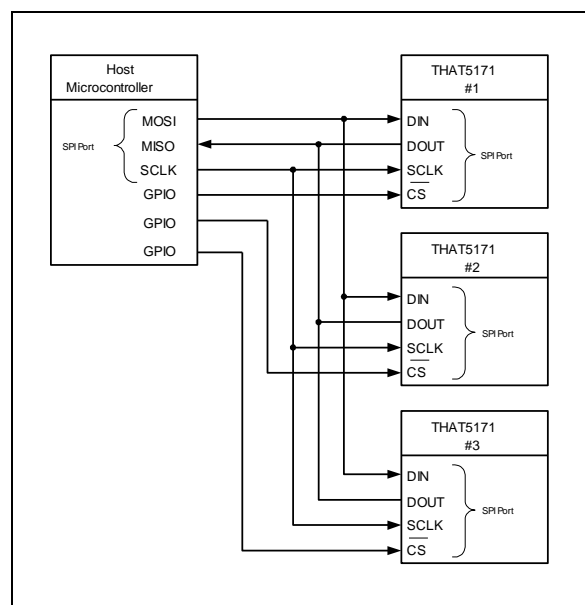 Host
Microcontroller
SPI Port
MOSI
MISO
SCLK
GPIO
GPIO
GPIO
THAT5171
#1
DIN
DOUT
SCLK
CS
SPI Port
THAT5171
#2
DIN
DOUT
SCLK
CS
SPI Port
THAT5171
#3
DIN
DOUT
SCLK
CS
SPI Port